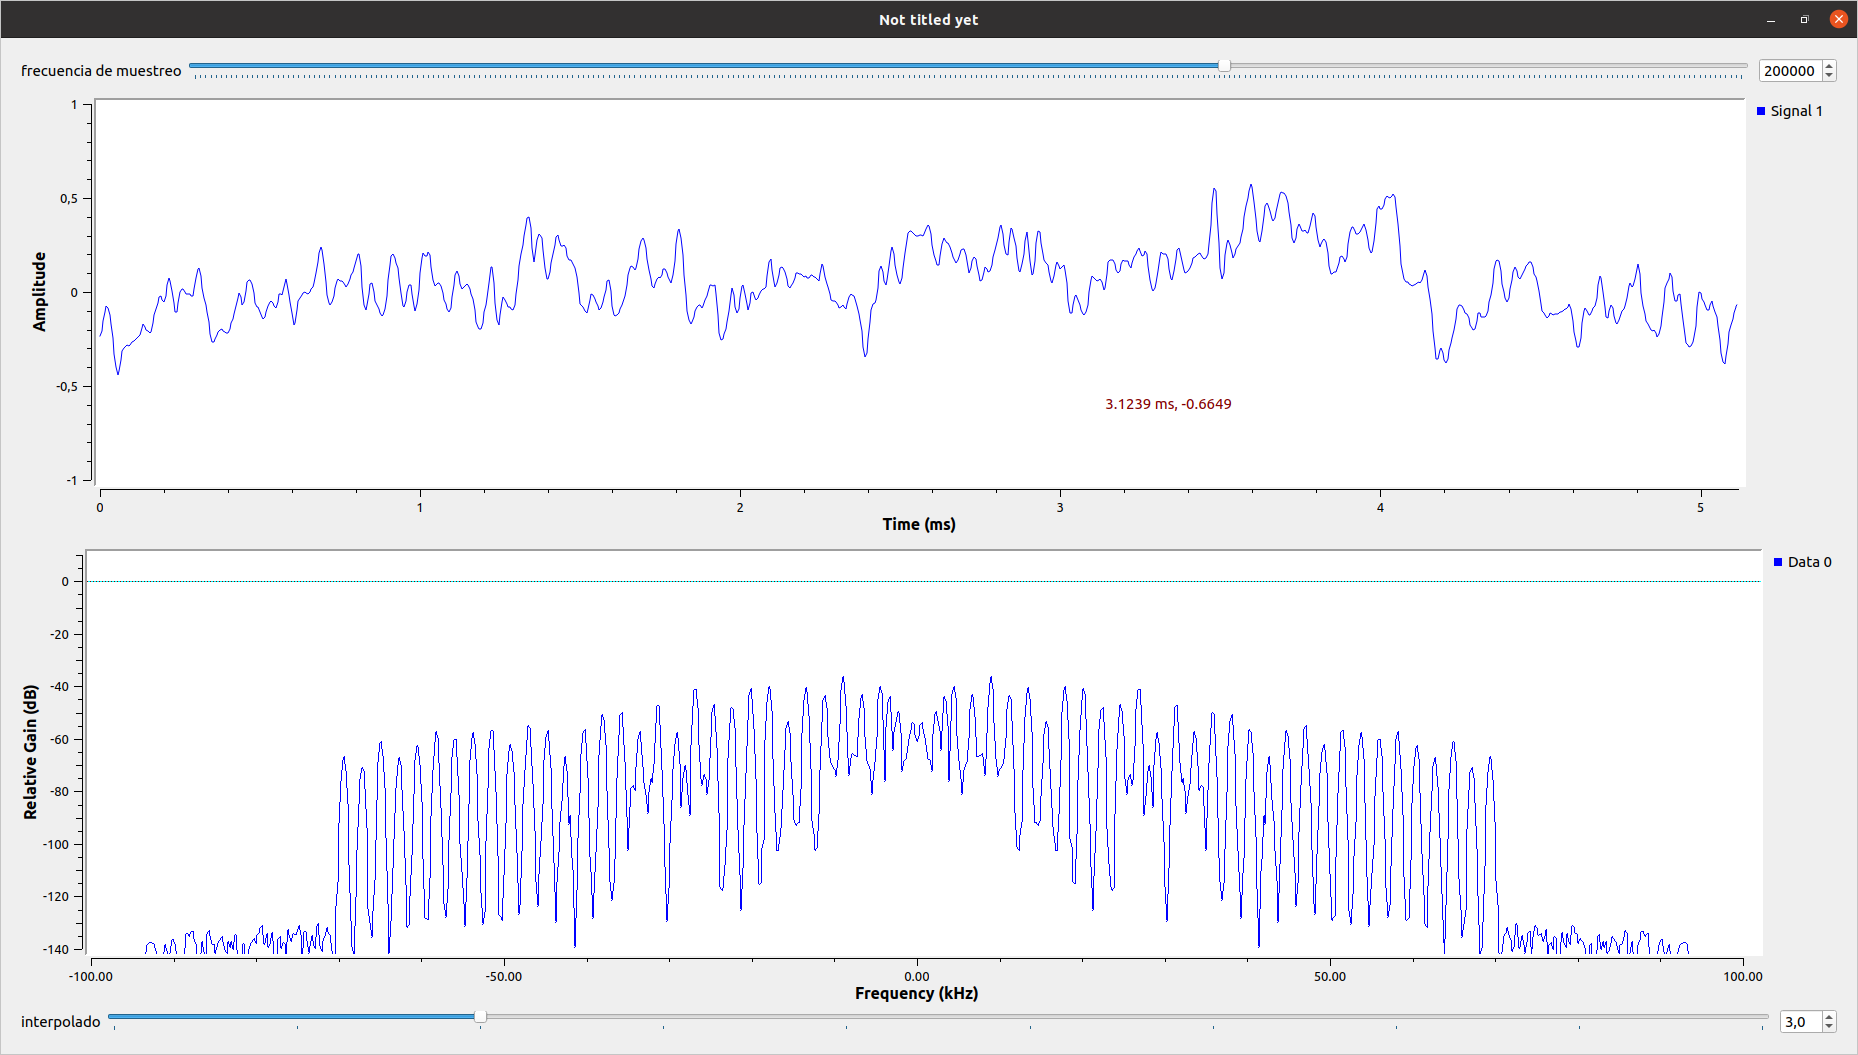 Not titled yet
frecuencia de muestreo
200000
1
0,5
0
-0,5
-1
Amplitude
Signal 1
3.1239 ms, -0.6649
0 1 2 3 4 5
Time (ms)
0
-20
-40
-60
-80
-100
-120
-140
Relative Gain (dB)
Data 0
-100.00 -50.00 0.00 50.00 100.00
Frequency (kHz)
interpolado
3,0